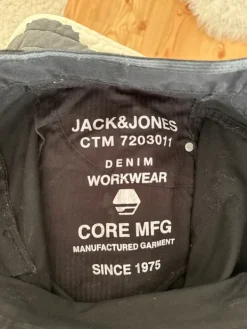 JACK&JONES
CTM 7203011
DENIM
WORKWEAR
CORE MFG
MANUFACTURED GARMENT
SINCE 1975